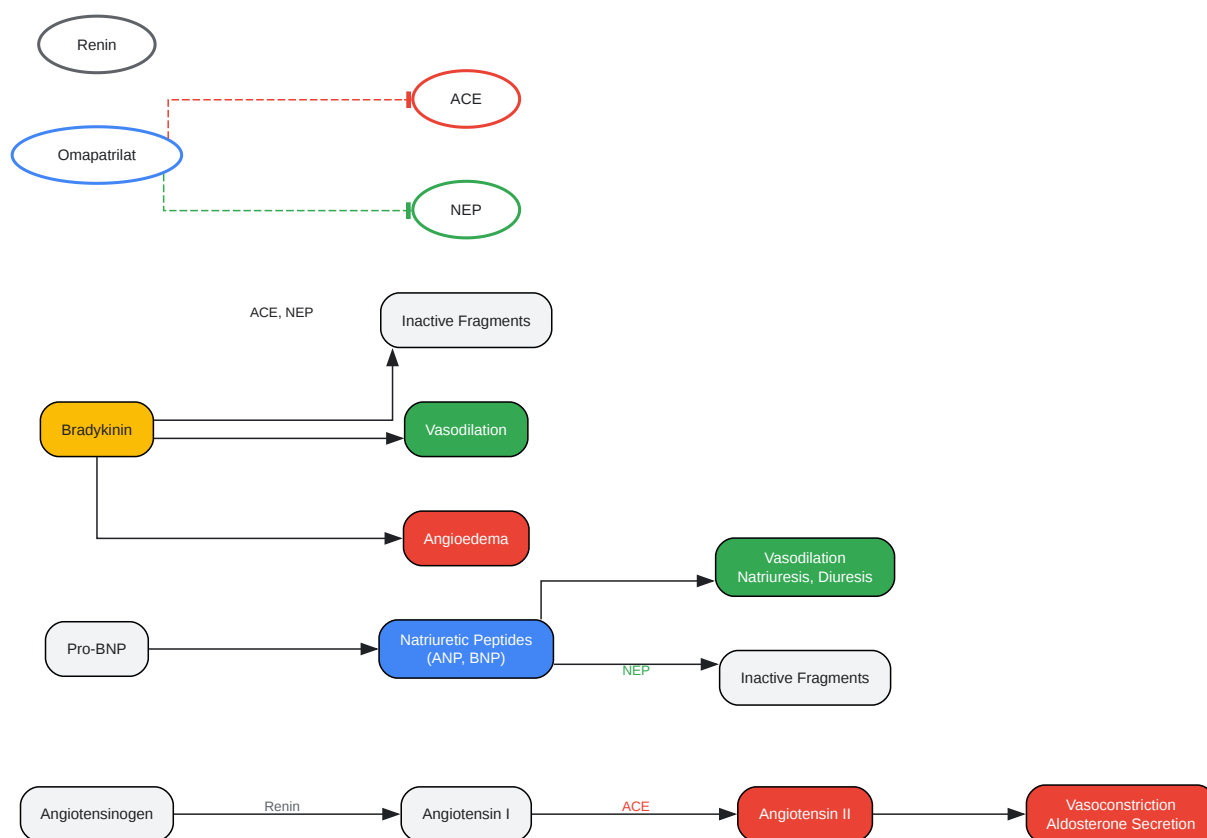 Renin
ACE
Omapatrilat
NEP
ACE, NEP
Inactive Fragments
Bradykinin
Vasodilation
Angioedema
Vasodilation
Natriuresis, Diuresis
Pro-BNP
Natriuretic Peptides
(ANP, BNP)
NEP
Inactive Fragments
Angiotensinogen
Renin
Angiotensin I
ACE
Angiotensin II
Vasoconstriction
Aldosterone Secretion